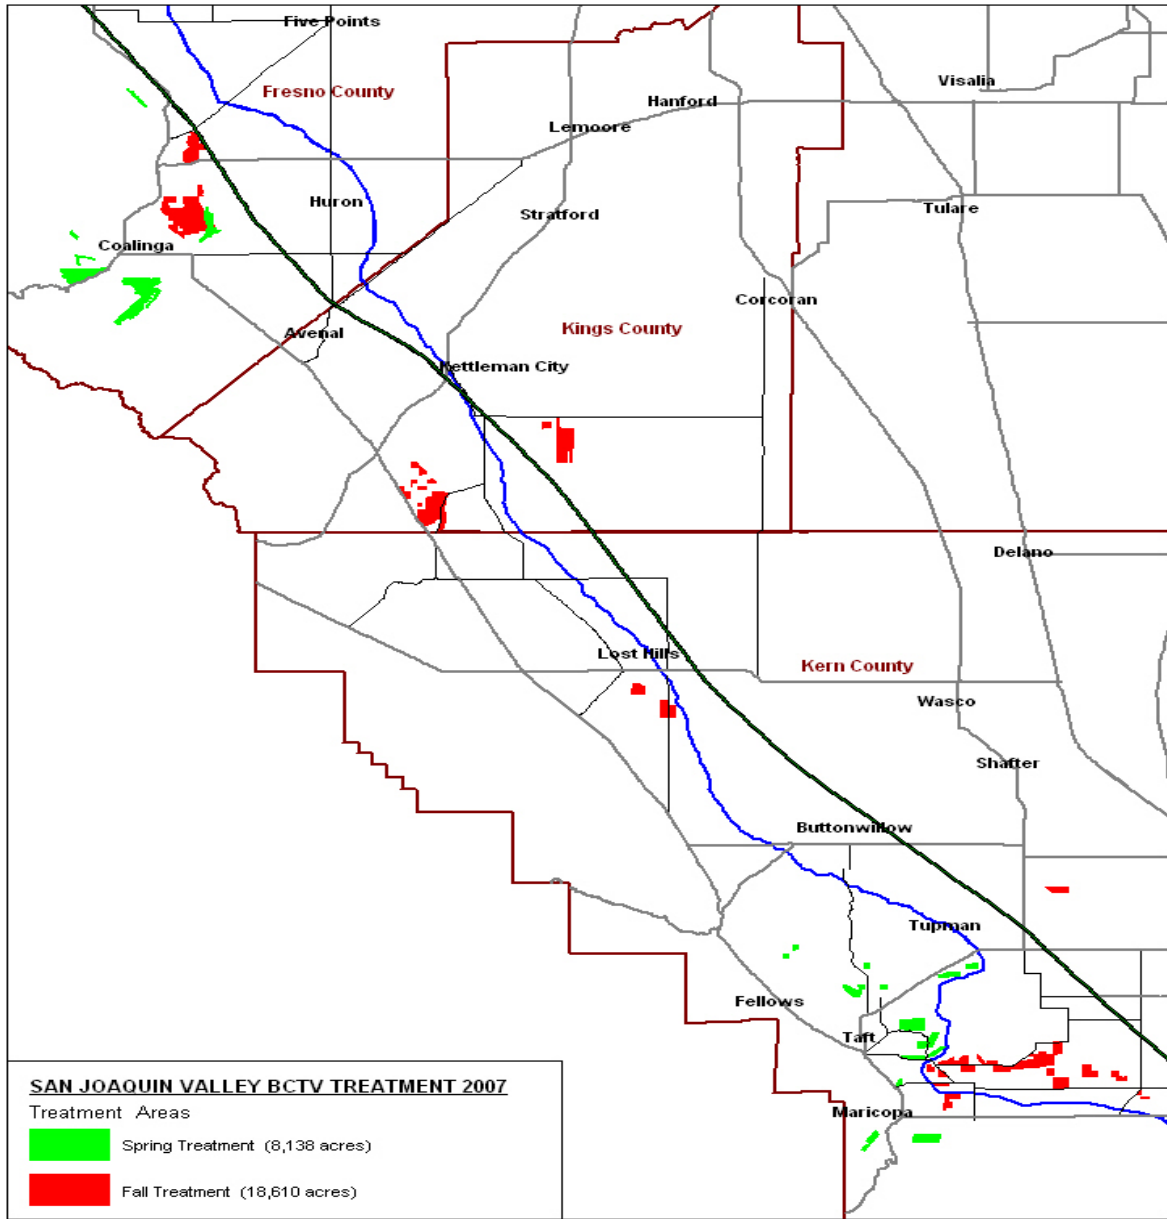 Five Points
Visalia
Fresno County
Hanford
Lemoore
Huron
Stratford
Tulare
Coalinga
Corcoran
Avenal
Kings County
Kettleman City
Delano
Lost Hills
Kern County
Wasco
Shafter
Buttonwillow
Tupman
Fellows
Taft
Maricopa
SAN JOAQUIN VALLEY BCTV TREATMENT 2007
Treatment Areas
Spring Treatment (8,138 acres)
Fall Treatment (18,610 acres)